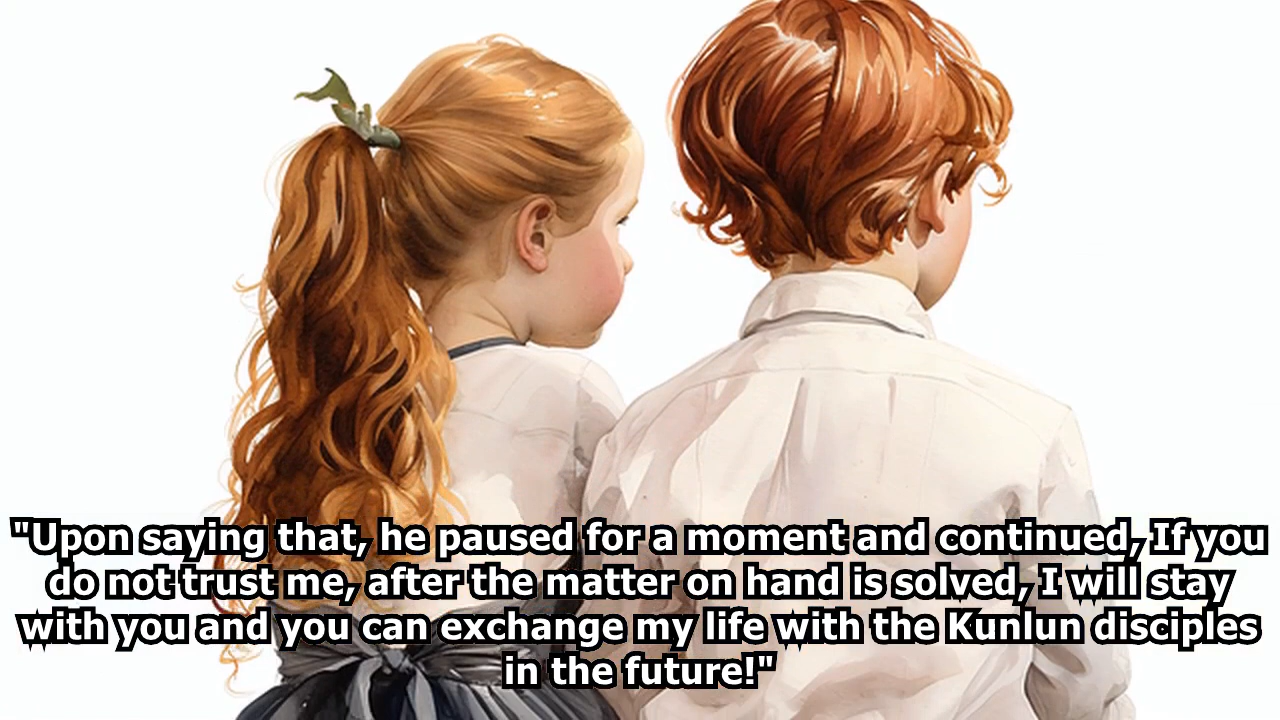 "Upon saying that, he paused for a moment and continued, If you
do not trust me, after the matter on hand is solved, I will stay
with you and you can exchange my life with the Kunlun disciples
in the future!"